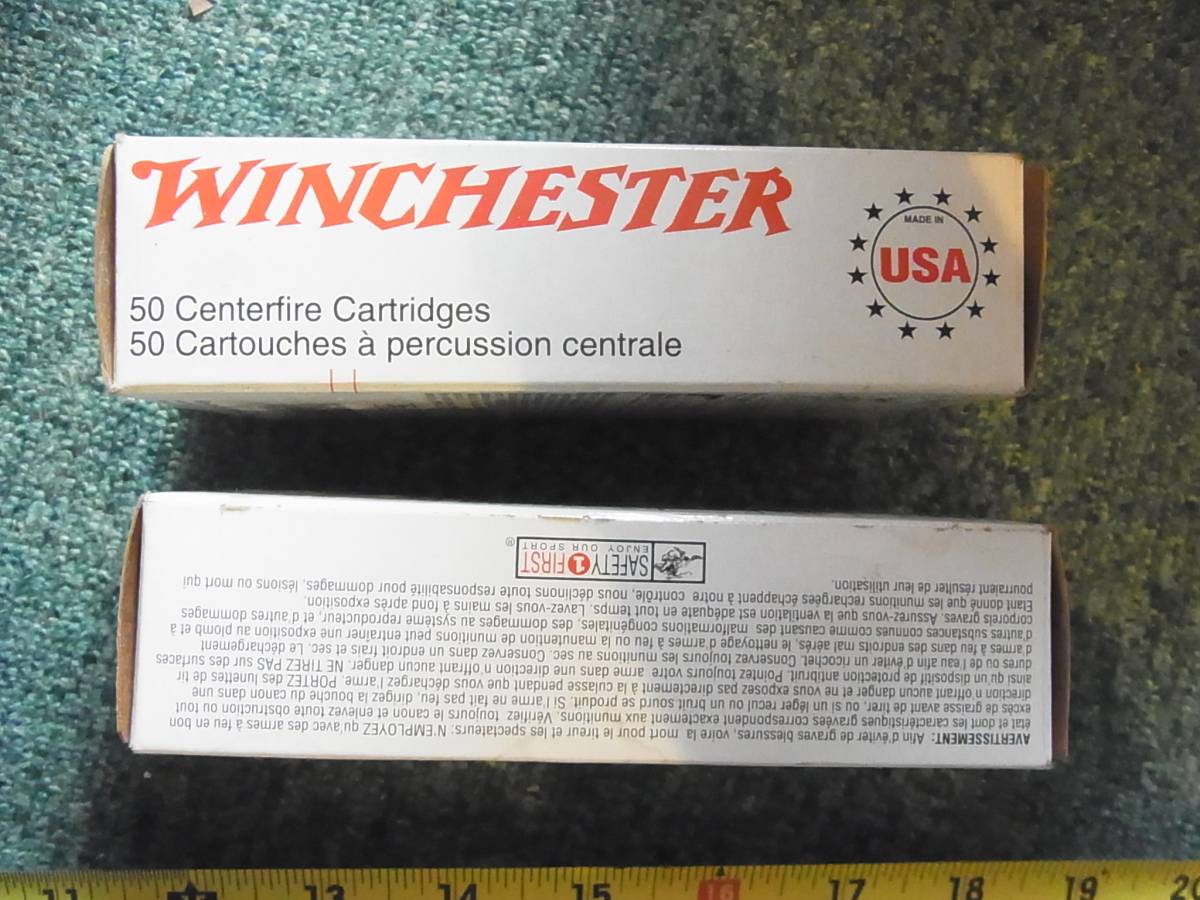 WINCHESTER
MADE IN
USA
50 Centerfire Cartridges
50 Cartouches à percussion centrale
AVERTISSEMENT: Afin d'éviter de graves blessures, voire la mort pour le tireur et les spectateurs: N'EMPLOYEZ qu'avec des armes à feu en bon
état et dont les caractéristiques gravées correspondent exactement aux munitions. Vérifiez toujours le canon et enlevez toute obstruction ou tout
excés de graisse avant de tirer, ou si un léger recul ou un bruit sourd se produit. Si l'arme ne fait pas feu, dirigez la bouche du canon dans une
direction n'offrant aucun danger et ne vous exposez pas directement à la culasse pendant que vous déchargez l'arme. PORTEZ des lunettes de tir
ainsi qu'un dispositif de protection antibruit. Pointez toujours votre arme dans une direction n'offrant aucun danger. NE TIREZ PAS sur des surfaces
dures ou de l'eau afin d'éviter un ricochet. Conservez toujours les munitions au sec. Conservez dans un endroit frais et sec. Le déchargement
d'armes à feu dans des endroits mal aérés, le nettoyage d'armes à feu ou la manutention de munitions peut entraîner une exposition au plomb et à
d'autres substances connues comme causant des malformations congénitales, des dommages au système reproducteur, et d'autres dommages
corporels graves. Assurez-vous que la ventilation est adéquate en tout temps. Lavez-vous les mains à fond après exposition.
Étant donné que les munitions rechargées échappent à notre contrôle, nous déclinons toute responsabilité pour dommages, lésions ou mort qui
pourraient résulter de leur utilisation.
SAFETY 1 FIRST
ENJOY OUR SPORT
®
11 13 14 15 16 17 18 19 20